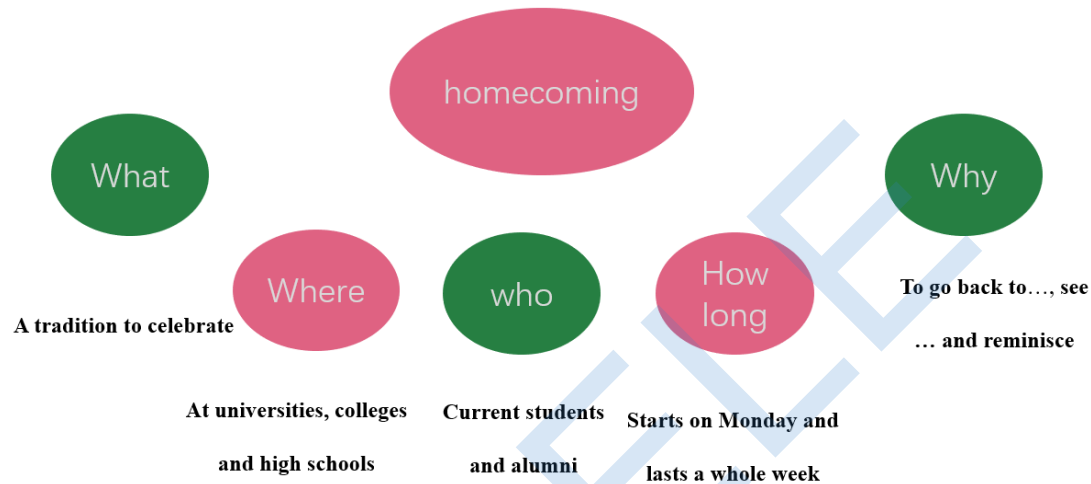 homecoming
What
Why
Where
who
How
long
To go back to…, see
… and reminisce
A tradition to celebrate
At universities, colleges
and high schools
Current students
and alumni
Starts on Monday and
lasts a whole week